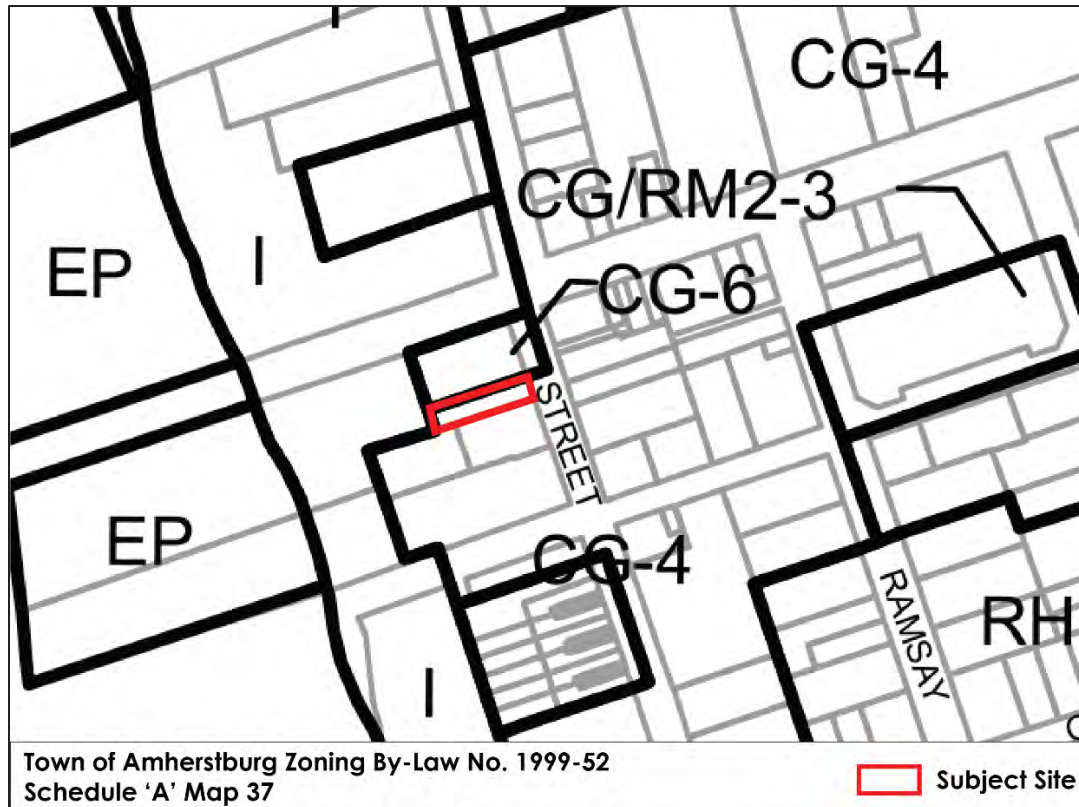 I
CG-4
CG/RM2-3
EP
I
CG-6
STREET
EP
CG-4
RAMSAY
RH
I
Town of Amherstburg Zoning By-Law No. 1999-52
Schedule ‘A’ Map 37
Subject Site